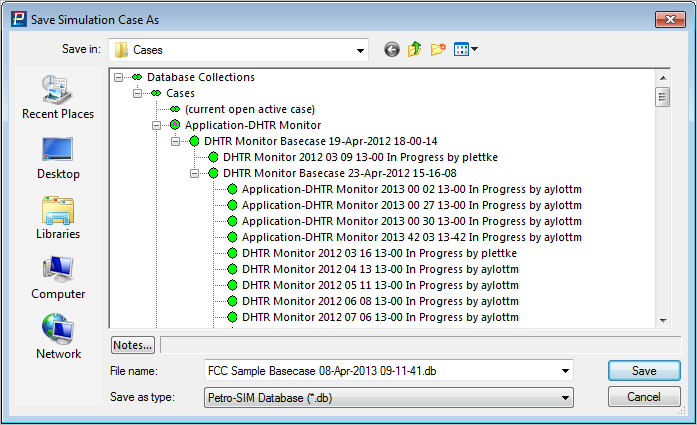 Save Simulation Case As
Save in: Cases
Recent Places
Desktop
Libraries
Computer
Network
Database Collections
Cases
(current open active case)
Application-DHTR Monitor
DHTR Monitor Basecase 19-Apr-2012 18-00-14
DHTR Monitor 2012 03 09 13-00 In Progress by plettke
DHTR Monitor Basecase 23-Apr-2012 15-16-08
Application-DHTR Monitor 2013 00 02 13-00 In Progress by aylottm
Application-DHTR Monitor 2013 00 27 13-00 In Progress by aylottm
Application-DHTR Monitor 2013 00 30 13-00 In Progress by aylottm
Application-DHTR Monitor 2013 42 03 13-42 In Progress by aylottm
DHTR Monitor 2012 03 16 13-00 In Progress by plettke
DHTR Monitor 2012 04 13 13-00 In Progress by aylottm
DHTR Monitor 2012 05 11 13-00 In Progress by aylottm
DHTR Monitor 2012 06 08 13-00 In Progress by aylottm
DHTR Monitor 2012 07 06 13-00 In Progress by aylottm
Notes...
File name: FCC Sample Basecase 08-Apr-2013 09-11-41.db Save
Save as type: Petro-SIM Database (*.db) Cancel